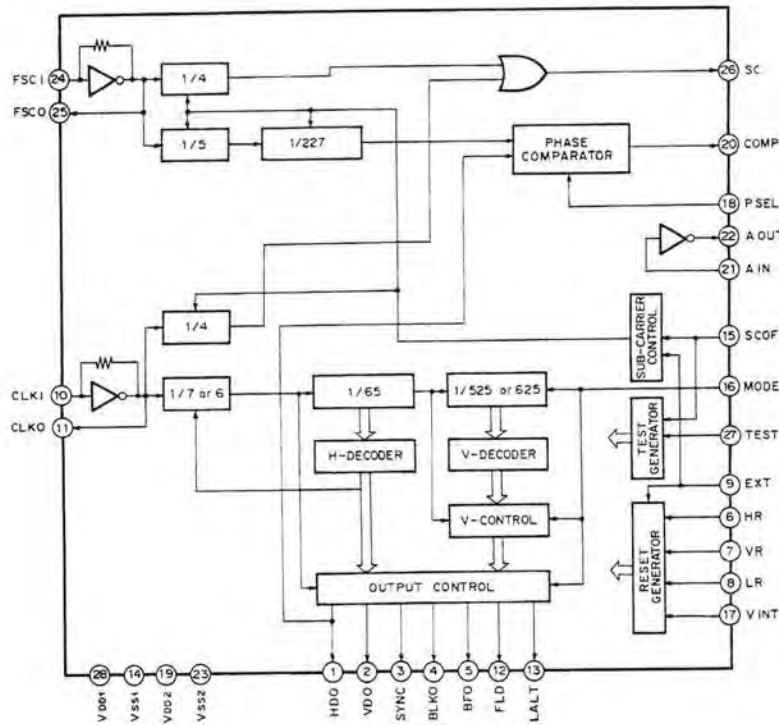 FSCI 24
1/4
26 SC
FSCO 25
1/5
1/227
PHASE
COMPARATOR
20 COMP
18 PSEL
22 A OUT
21 A IN
1/4
SUB-CARRIER
CONTROL
15 SCOF
CLKI 10
1/7 or 6
1/65
1/525 or 625
16 MODE
CLKO 11
H-DECODER
V-DECODER
TEST
GENERATOR
27 TEST
9 EXT
V-CONTROL
6 HR
RESET
GENERATOR
7 VR
8 LR
OUTPUT CONTROL
17 VINT
28 14 19 23 1 2 3 4 5 12 13
VDD1 VSS1 VDD2 VSS2 HDO VDO SYNC BLKO BFO FLD LALT